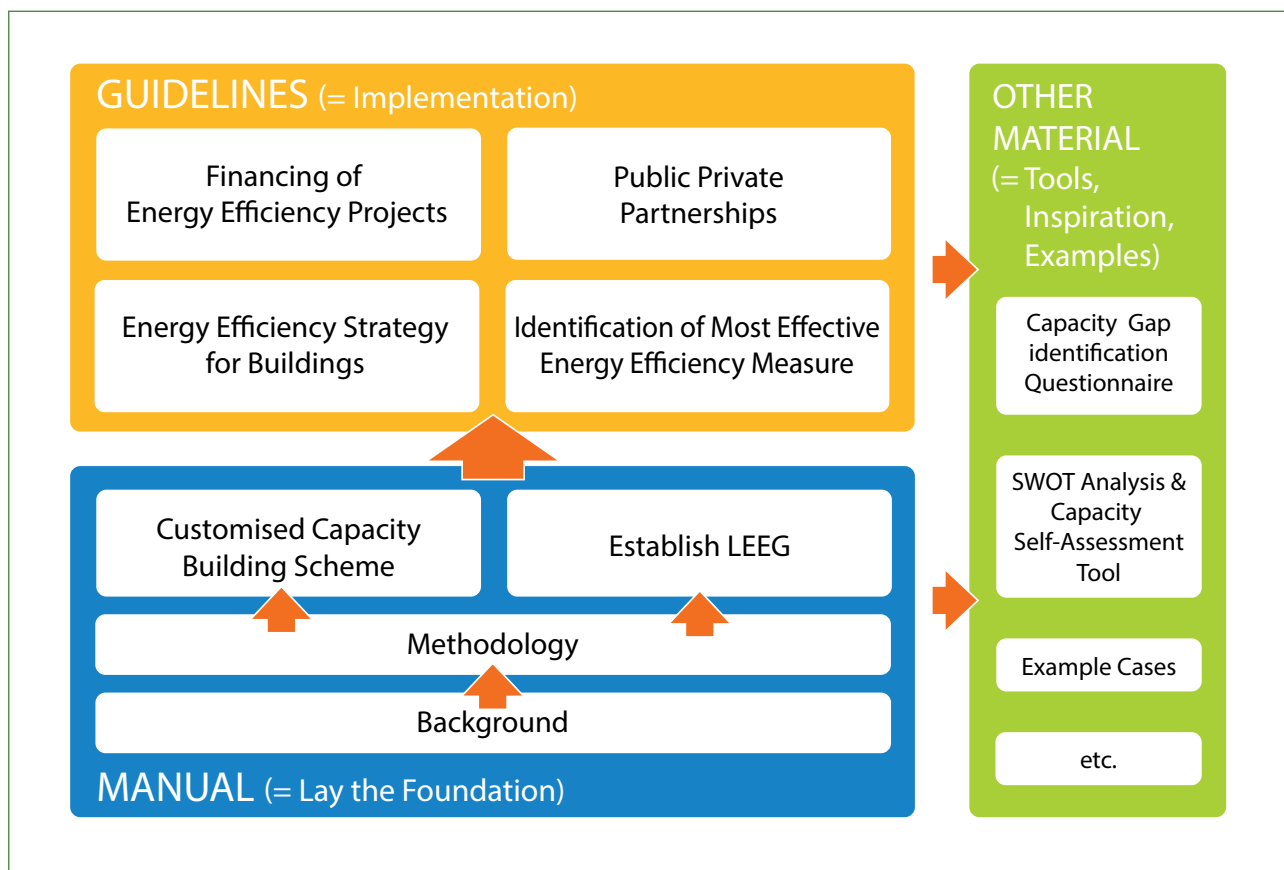 GUIDELINES (= Implementation)
Financing of
Energy Efficiency Projects
Public Private
Partnerships
Energy Efficiency Strategy
for Buildings
Identification of Most Effective
Energy Efficiency Measure
Customised Capacity
Building Scheme
Establish LEEG
Methodology
Background
MANUAL (= Lay the Foundation)
OTHER
MATERIAL
(= Tools,
Inspiration,
Examples)
Capacity Gap
identification
Questionnaire
SWOT Analysis &
Capacity
Self-Assessment
Tool
Example Cases
etc.